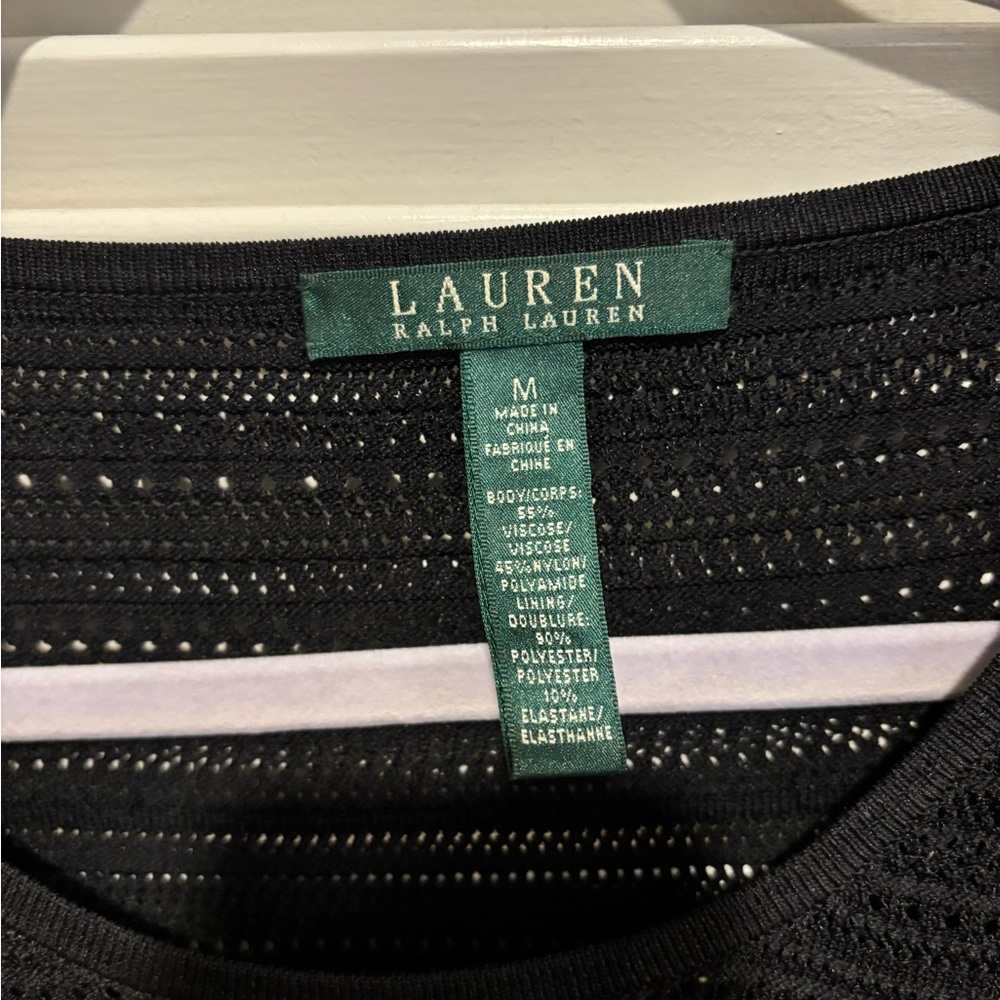 LAUREN
RALPH LAUREN
M
MADE IN
CHINA
FABRIQUÉ EN
CHINE
BODY/CORPS:
55%
VISCOSE/
VISCOSE
45%NYLON/
POLYAMIDE
LINING/
DOUBLURE:
90%
POLYESTER/
POLYESTER
10%
ELASTANE/
ELASTHANNE